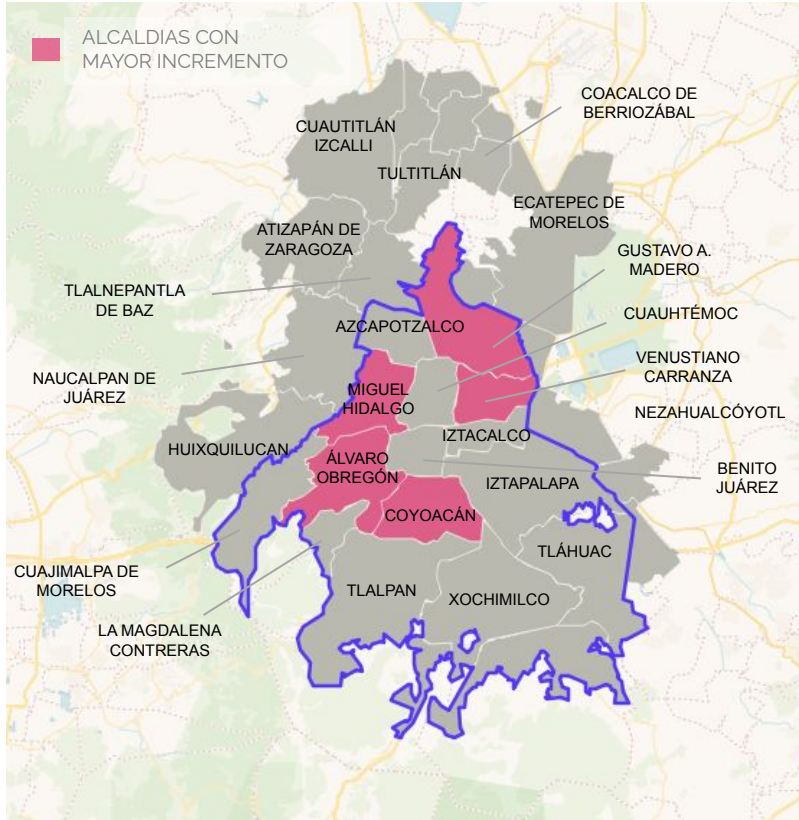 ALCALDIAS CON
MAYOR INCREMENTO
COACALCO DE
BERRIOZÁBAL
CUAUTITLÁN
IZCALLI
TULTITLÁN
ECATEPEC DE
MORELOS
ATIZAPÁN DE
ZARAGOZA
GUSTAVO A.
MADERO
TLALNEPANTLA
DE BAZ
CUAUHTÉMOC
AZCAPOTZALCO
VENUSTIANO
CARRANZA
NAUCALPAN DE
JUÁREZ
MIGUEL
HIDALGO
NEZAHUALCÓYOTL
IZTACALCO
HUIXQUILUCAN
ÁLVARO
OBREGÓN
BENITO
JUÁREZ
IZTAPALAPA
COYOACÁN
TLÁHUAC
CUAJIMALPA DE
MORELOS
TLALPAN
XOCHIMILCO
LA MAGDALENA
CONTRERAS